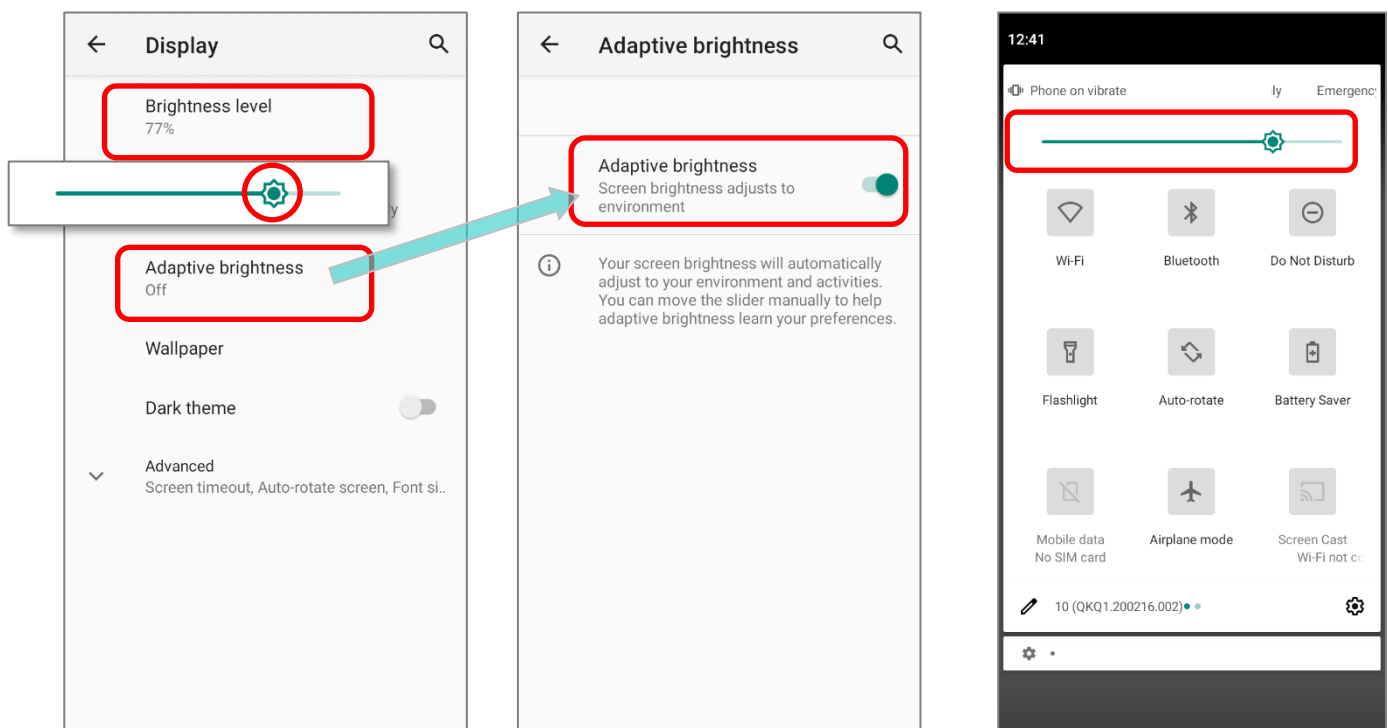 Display
Brightness level
77%
y
Adaptive brightness
Off
Wallpaper
Dark theme
Advanced
Screen timeout, Auto-rotate screen, Font si..
Adaptive brightness
Adaptive brightness
Screen brightness adjusts to
environment
Your screen brightness will automatically
adjust to your environment and activities.
You can move the slider manually to help
adaptive brightness learn your preferences.
12:41
Phone on vibrate
ly Emergency
Wi-Fi
Bluetooth
Do Not Disturb
Flashlight
Auto-rotate
Battery Saver
Mobile data
No SIM card
Airplane mode
Screen Cast
Wi-Fi not co
10 (QKQ1.200216.002)